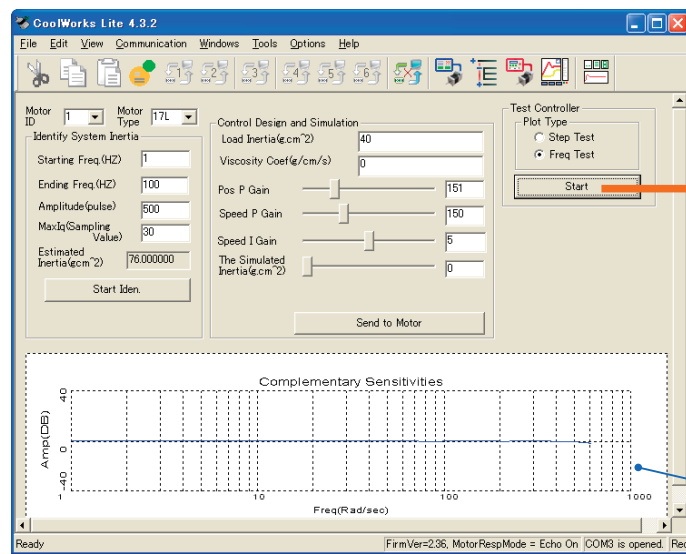 CoolWorks Lite 4.3.2
File Edit View Communication Windows Tools Options Help
Motor ID 1 Motor Type 17L
Identify System Inertia
Starting Freq.(HZ) 1
Ending Freq.(HZ) 100
Amplitude(pulse) 500
MaxIq(Sampling Value) 30
Estimated Inertia(gcm^2) 76.000000
Start Iden.
Control Design and Simulation
Load Inertia(g.cm^2) 40
Viscosity Coef(g/cm/s) 0
Pos P Gain 151
Speed P Gain 150
Speed I Gain 5
The Simulated Inertia(g.cm^2) 0
Send to Motor
Test Controller
Plot Type
Step Test
Freq Test
Start
Complementary Sensitivities
Amp(DB)
40
0
-40
1 10 100 1000
Freq(Rad/sec)
Ready FirmVer=2.36, MotorRespMode = Echo On COM3 is opened. Rec